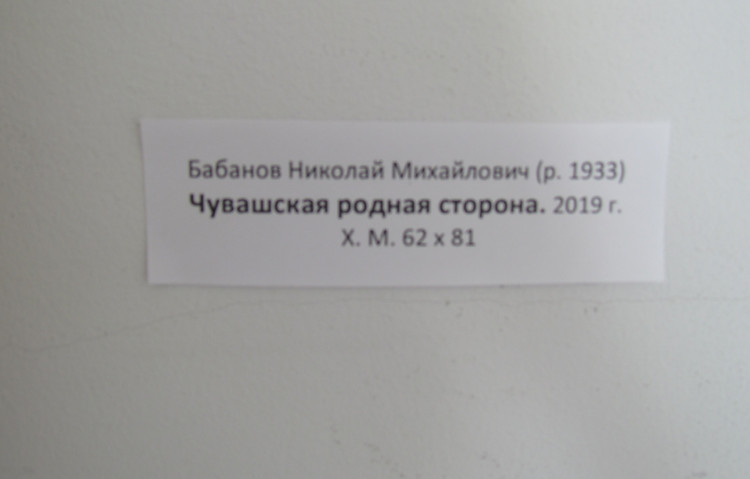 Бабанов Николай Михайлович (р. 1933)
Чувашская родная сторона. 2019 г.
Х. М. 62 х 81